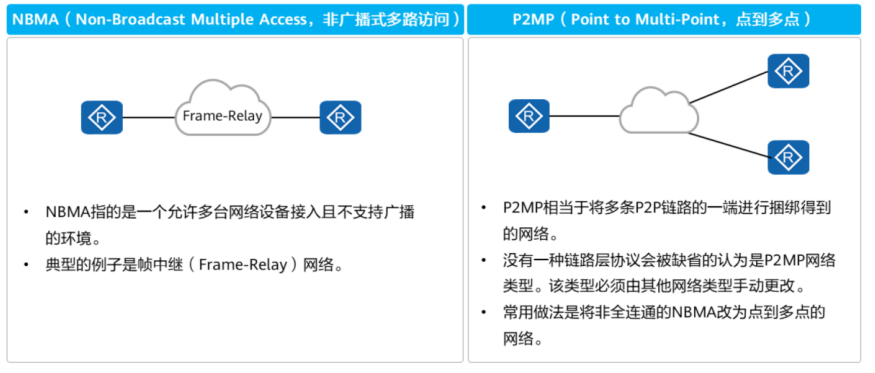 NBMA（Non-Broadcast Multiple Access，非广播式多路访问）
R
Frame-Relay
R
• NBMA指的是一个允许多台网络设备接入且不支持广播
的环境。
• 典型的例子是帧中继（Frame-Relay）网络。
P2MP（Point to Multi-Point，点到多点）
R
R
R
• P2MP相当于将多条P2P链路的一端进行捆绑得到
的网络。
• 没有一种链路层协议会被缺省的认为是P2MP网络
类型。该类型必须由其他网络类型手动更改。
• 常用做法是将非全连通的NBMA改为点到多点的
网络。